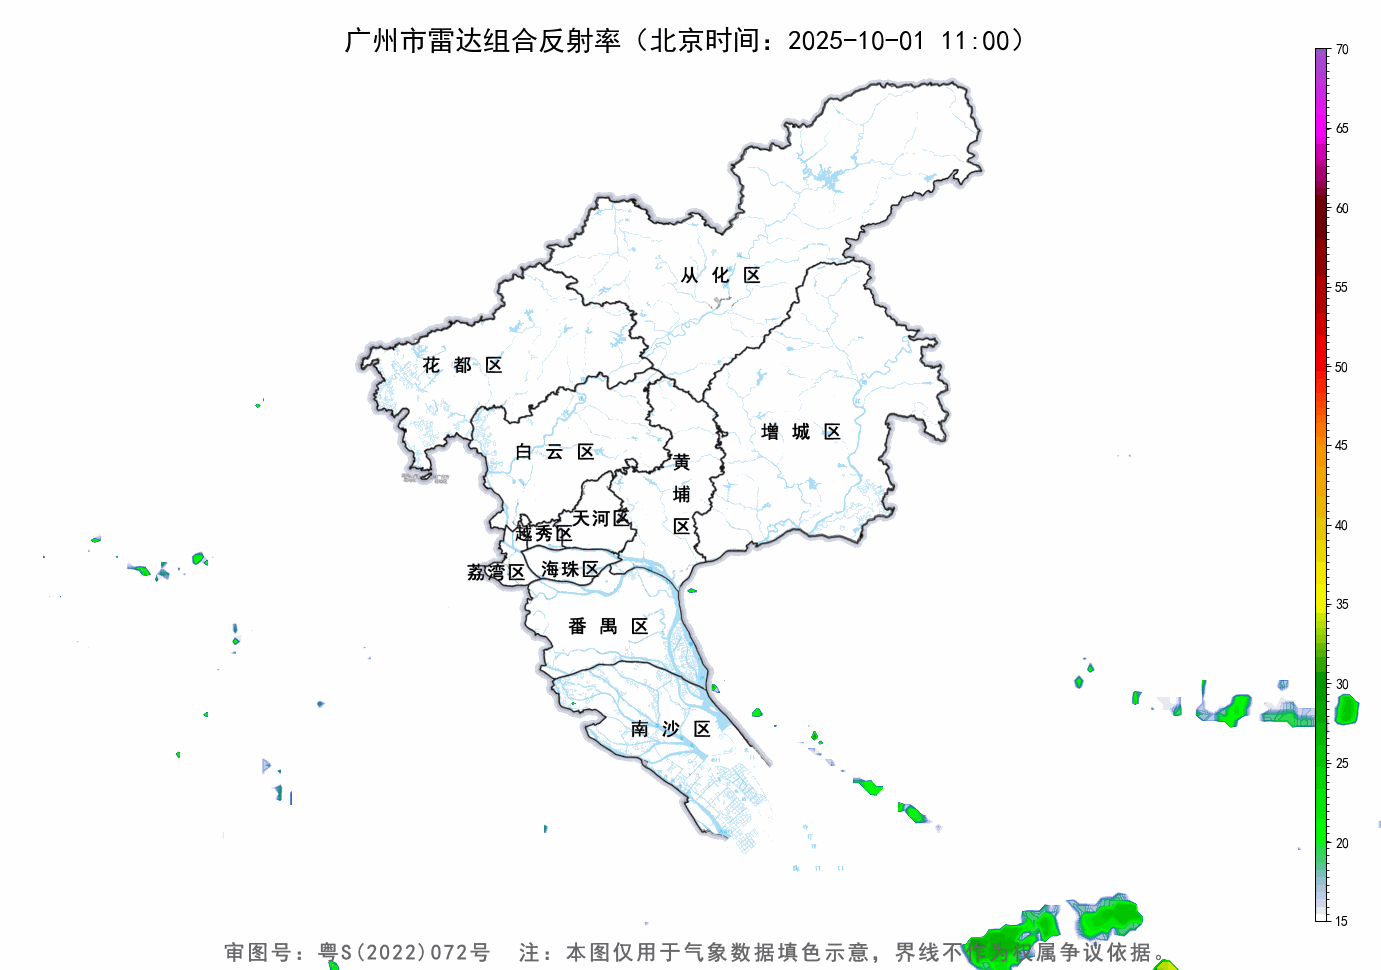 广州市雷达组合反射率（北京时间：2025-10-01 11:00）
70
65
60
55
50
45
40
35
30
25
20
15
从化区
花都区
增城区
白云区
黄埔区
天河区
越秀区
荔湾区
海珠区
番禺区
南沙区
审图号：粤S(2022)072号 注：本图仅用于气象数据填色示意，界线不作为权属争议依据。